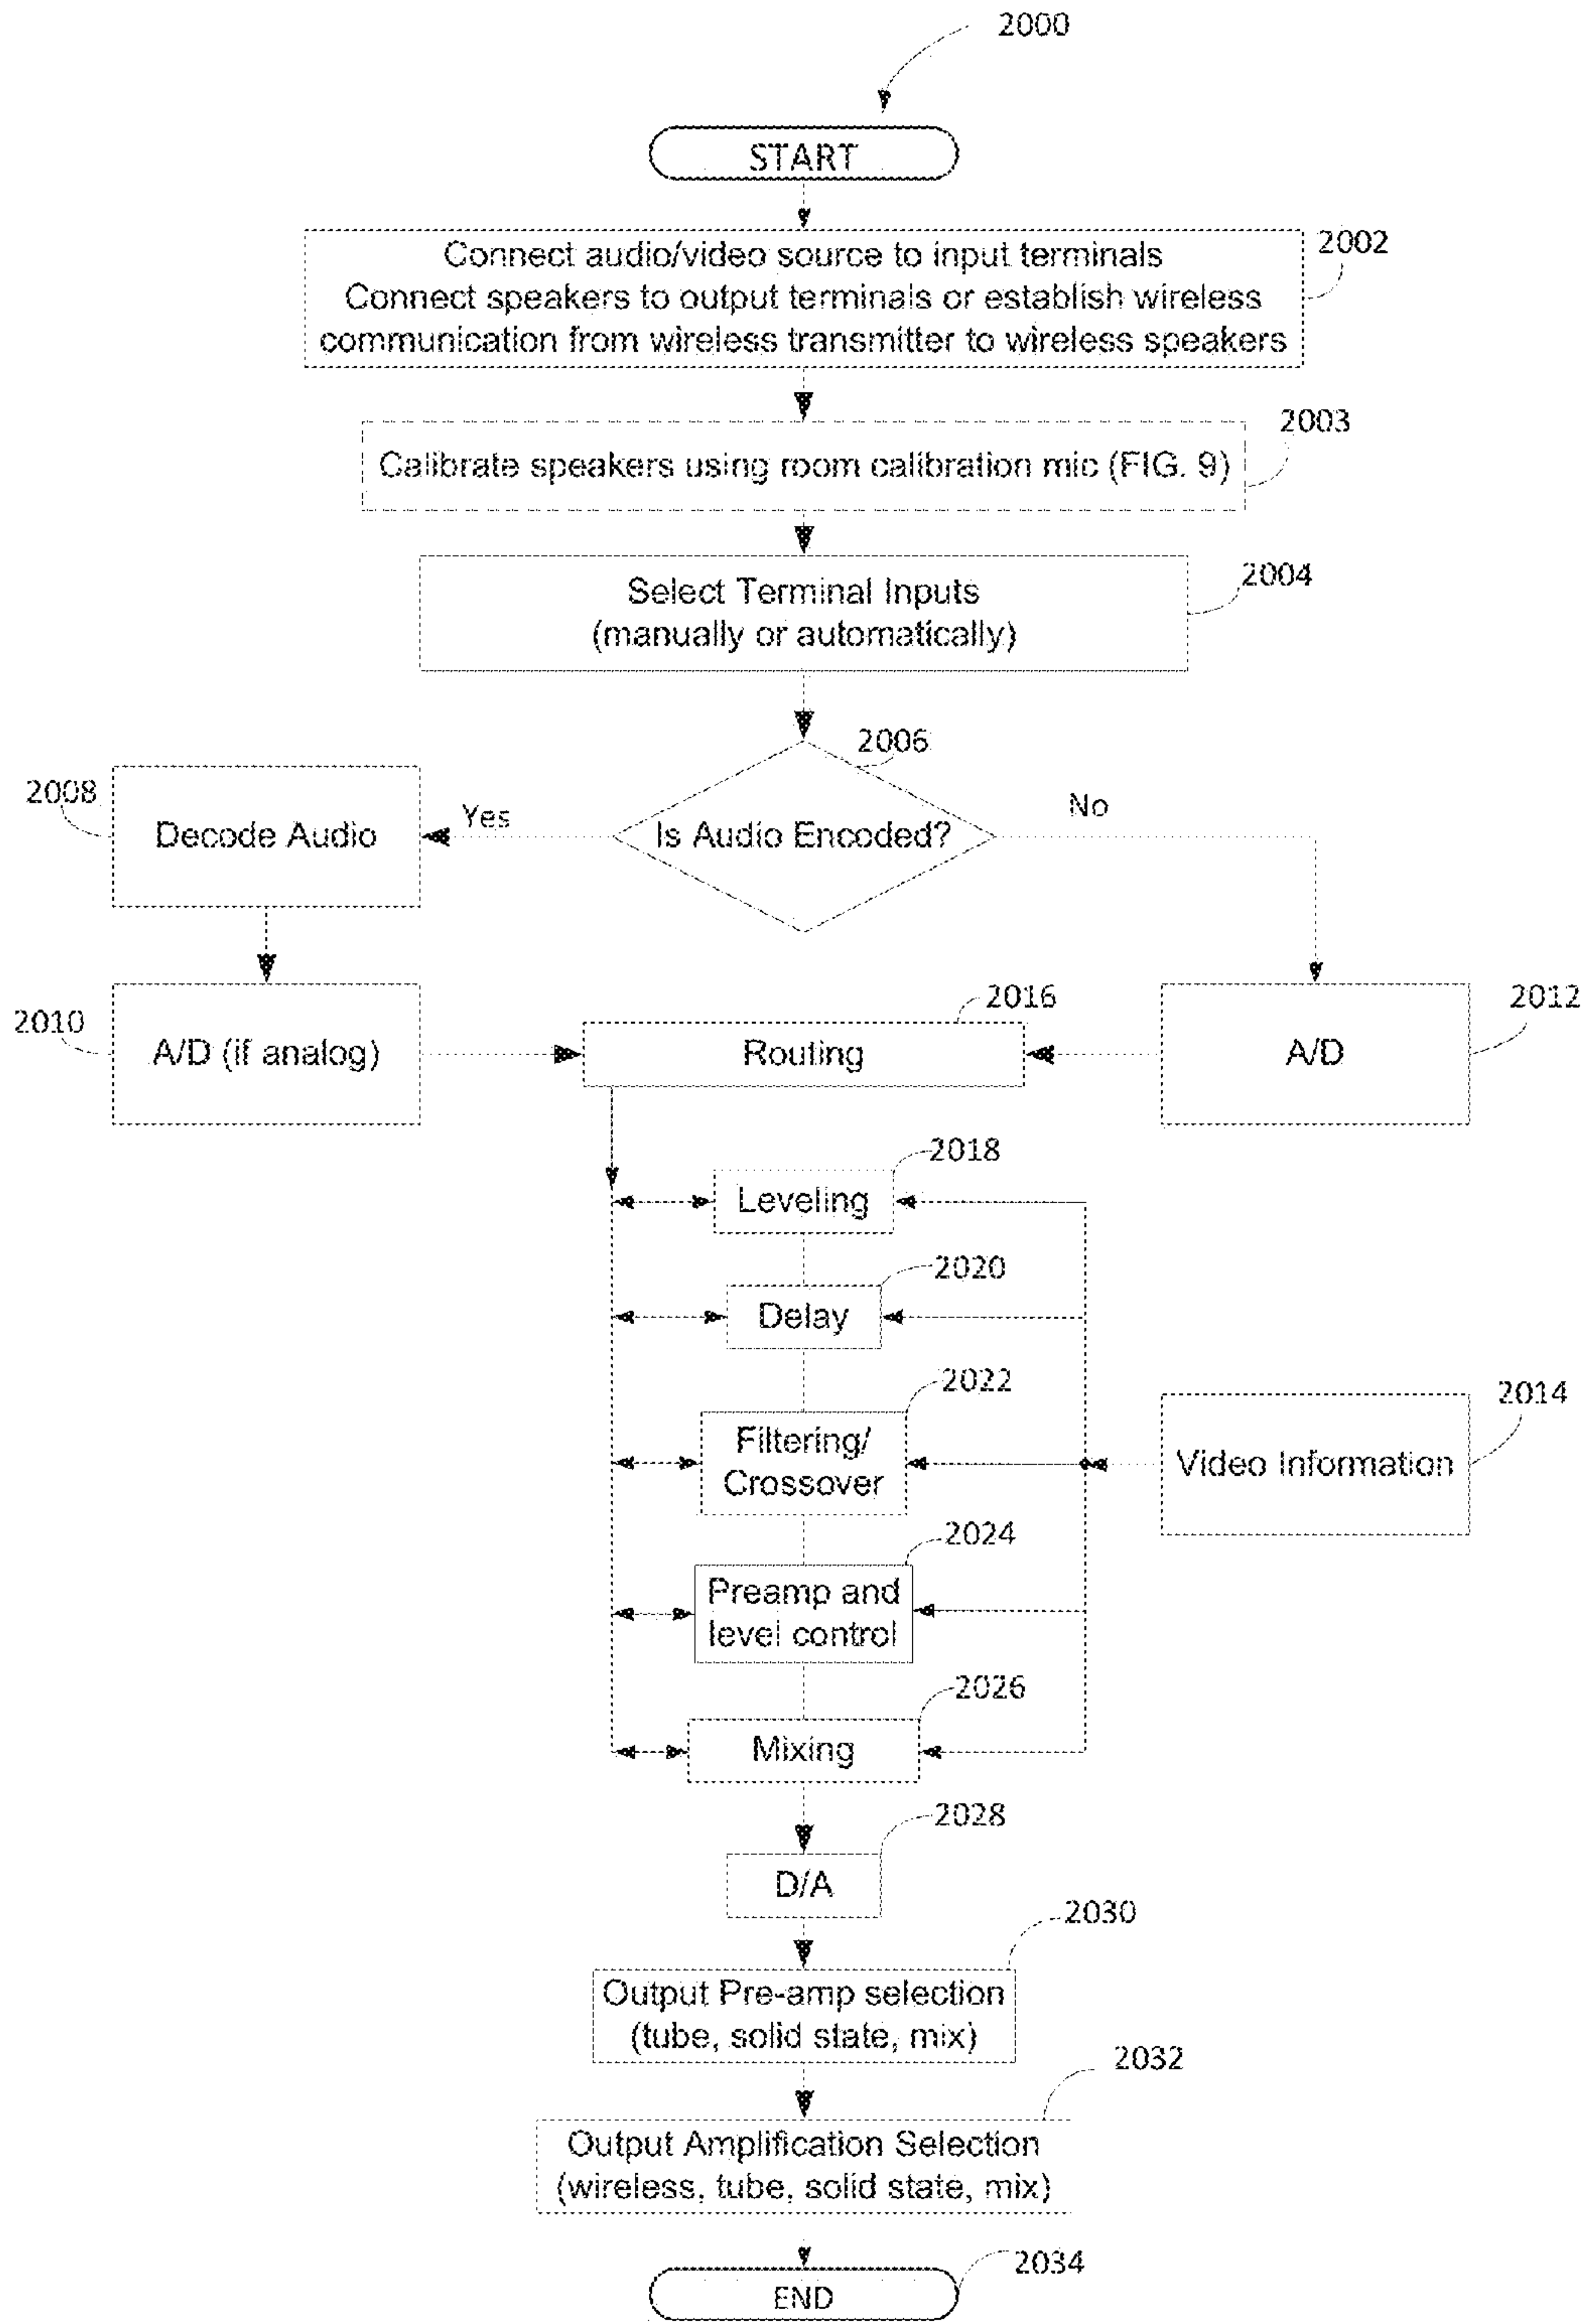 2000
START
Connect audio/video source to input terminals
Connect speakers to output terminals or establish wireless
communication from wireless transmitter to wireless speakers
2002
Calibrate speakers using room calibration mic (FIG. 9)
2003
Select Terminal Inputs
(manually or automatically)
2004
2006
Is Audio Encoded?
Yes
No
2008
Decode Audio
2010
A/D (if analog)
2016
Routing
2012
A/D
2018
Leveling
2020
Delay
2022
Filtering/
Crossover
2014
Video Information
2024
Preamp and
level control
2026
Mixing
2028
D/A
2030
Output Pre-amp selection
(tube, solid state, mix)
2032
Output Amplification Selection
(wireless, tube, solid state, mix)
2034
END